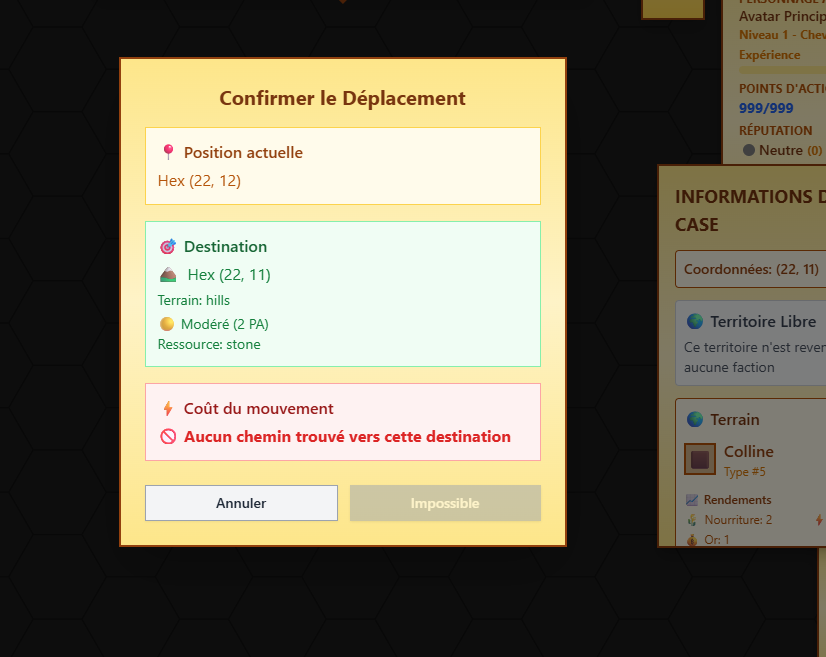 Confirmer le Déplacement
Position actuelle
Hex (22, 12)
Destination
Hex (22, 11)
Terrain: hills
Modéré (2 PA)
Ressource: stone
Coût du mouvement
Aucun chemin trouvé vers cette destination
Annuler
Impossible
Avatar Princip
Niveau 1 - Chev
Expérience
POINTS D'ACTI
999/999
RÉPUTATION
Neutre (0)
INFORMATIONS D
CASE
Coordonnées: (22, 11)
Territoire Libre
Ce territoire n'est reven
aucune faction
Terrain
Colline
Type #5
Rendements
Nourriture: 2
Or: 1